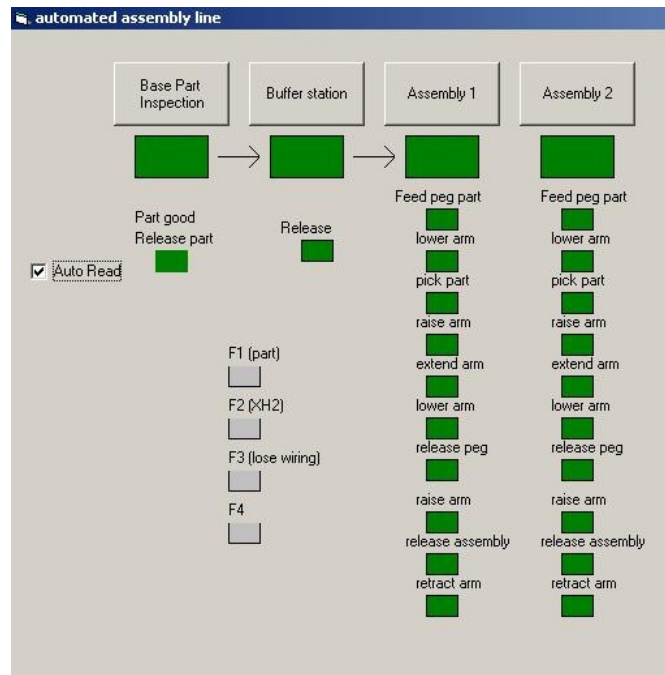 automated assembly line
Base Part
Inspection
Buffer station
Assembly 1
Assembly 2
Part good
Release part
Release
Auto Read
F1 (part)
F2 (XH2)
F3 (lose wiring)
F4
Feed peg part
lower arm
pick part
raise arm
extend arm
lower arm
release peg
raise arm
release assembly
retract arm
Feed peg part
lower arm
pick part
raise arm
extend arm
lower arm
release peg
raise arm
release assembly
retract arm